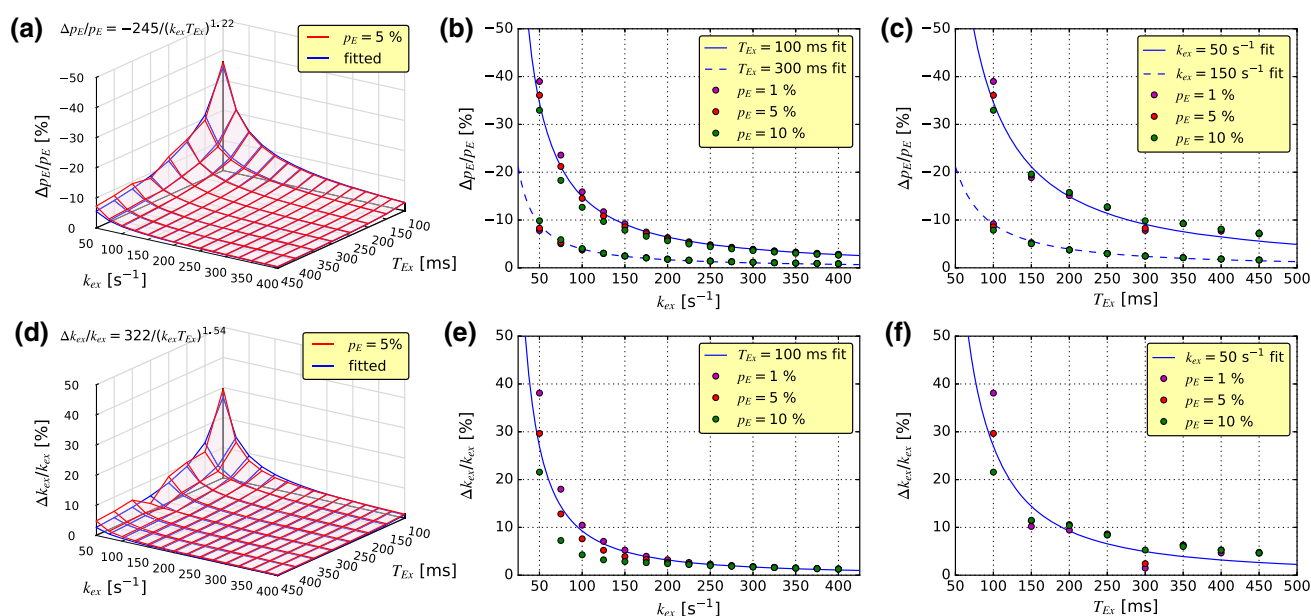 (a)
Δp_E/p_E = −245/(k_ex T_Ex)^1.22
p_E = 5 %
fitted
−50
−40
−30
−20
−10
0
Δp_E/p_E [%]
50
100
150
200
250
300
350
400
k_ex [s⁻¹]
100
150
200
250
300
350
400
450
T_Ex [ms]
(b)
T_Ex = 100 ms fit
T_Ex = 300 ms fit
p_E = 1 %
p_E = 5 %
p_E = 10 %
−50
−40
−30
−20
−10
0
Δp_E/p_E [%]
50 100 150 200 250 300 350 400
k_ex [s⁻¹]
(c)
k_ex = 50 s⁻¹ fit
k_ex = 150 s⁻¹ fit
p_E = 1 %
p_E = 5 %
p_E = 10 %
−50
−40
−30
−20
−10
0
Δp_E/p_E [%]
50 100 150 200 250 300 350 400 450 500
T_Ex [ms]
(d)
Δk_ex/k_ex = 322/(k_ex T_Ex)^1.54
p_E = 5%
fitted
50
40
30
20
10
0
Δk_ex/k_ex [%]
50
100
150
200
250
300
350
400
k_ex [s⁻¹]
100
150
200
250
300
350
400
450
T_Ex [ms]
(e)
T_Ex = 100 ms fit
p_E = 1 %
p_E = 5 %
p_E = 10 %
50
40
30
20
10
0
Δk_ex/k_ex [%]
50 100 150 200 250 300 350 400
k_ex [s⁻¹]
(f)
k_ex = 50 s⁻¹ fit
p_E = 1 %
p_E = 5 %
p_E = 10 %
50
40
30
20
10
0
Δk_ex/k_ex [%]
50 100 150 200 250 300 350 400 450 500
T_Ex [ms]